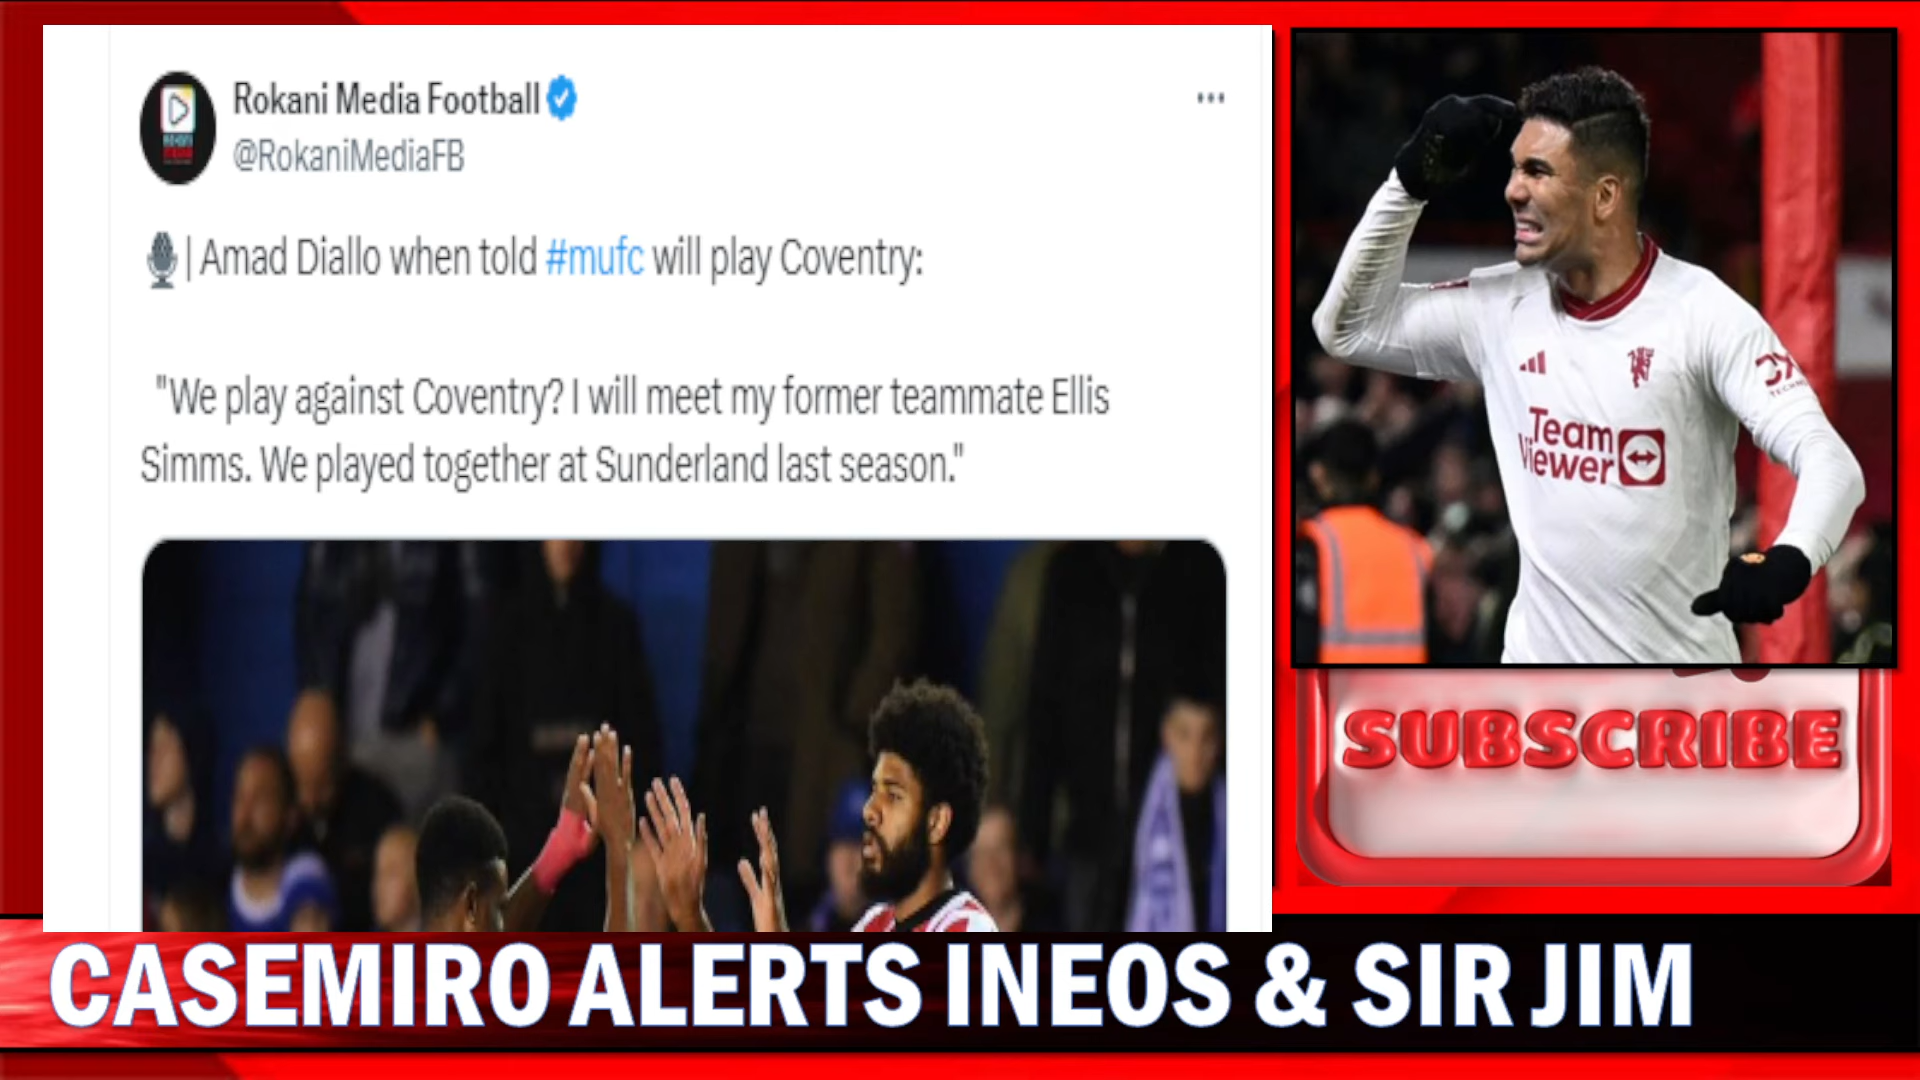 Rokani Media Football
@RokaniMediaFB
| Amad Diallo when told #mufc will play Coventry:
"We play against Coventry? I will meet my former teammate Ellis
Simms. We played together at Sunderland last season."
Team
Viewer
SUBSCRIBE
CASEMIRO ALERTS INEOS & SIR JIM